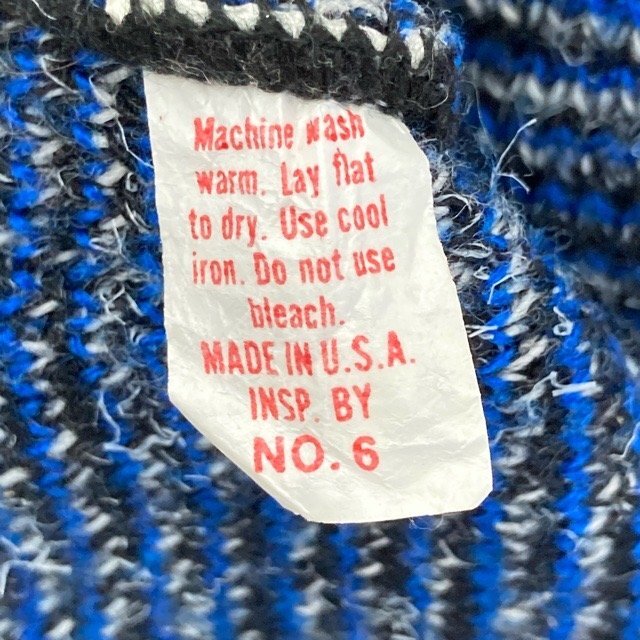 Machine wash
warm. Lay flat
to dry. Use cool
iron. Do not use
bleach.
MADE IN U.S.A.
INSP. BY
NO. 6